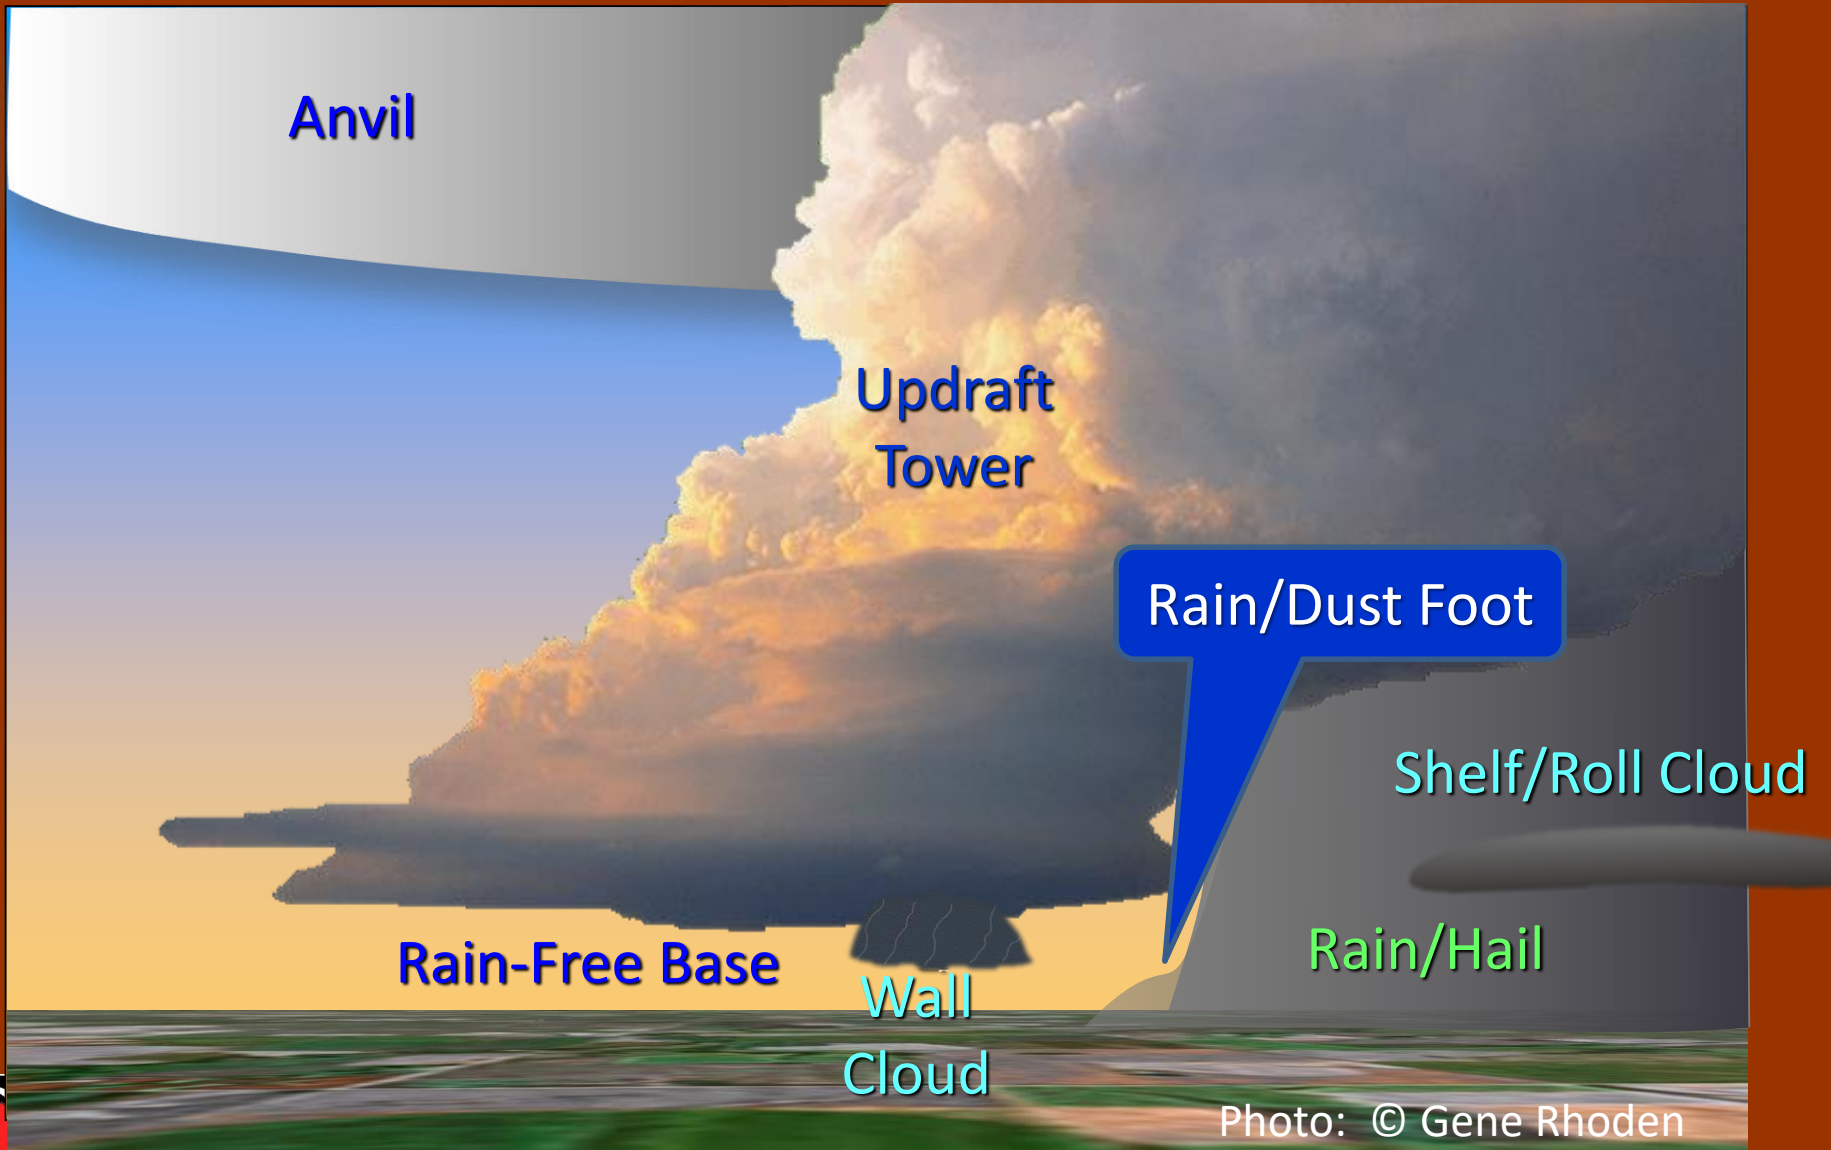 Anvil
Updraft
Tower
Rain/Dust Foot
Shelf/Roll Cloud
Rain/Hail
Rain-Free Base
Wall
Cloud
Photo:  © Gene Rhoden